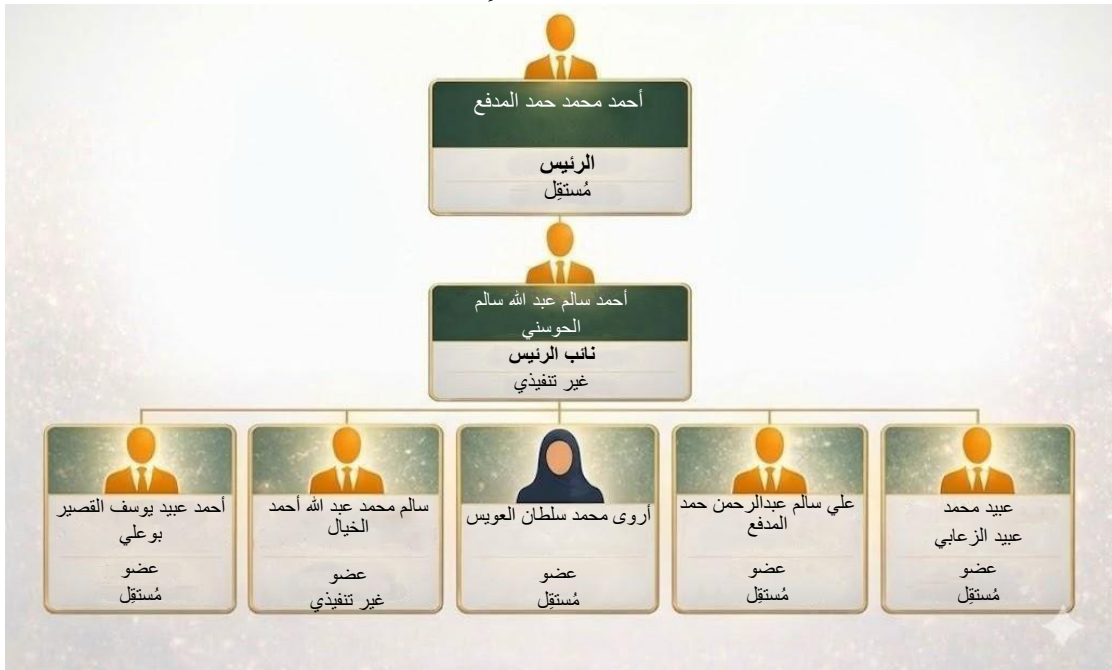 أحمد محمد حمد المدفع
الرئيس
مُستقِل
أحمد سالم عبد الله سالم
الحوسني
نائب الرئيس
غير تنفيذي
عبيد محمد
عبيد الزعابي
عضو
مُستقِل
علي سالم عبدالرحمن حمد
المدفع
عضو
مُستقِل
أروى محمد سلطان العويس
عضو
مُستقِل
سالم محمد عبد الله أحمد
الخيال
عضو
غير تنفيذي
أحمد عبيد يوسف القصير
بوعلي
عضو
مُستقِل